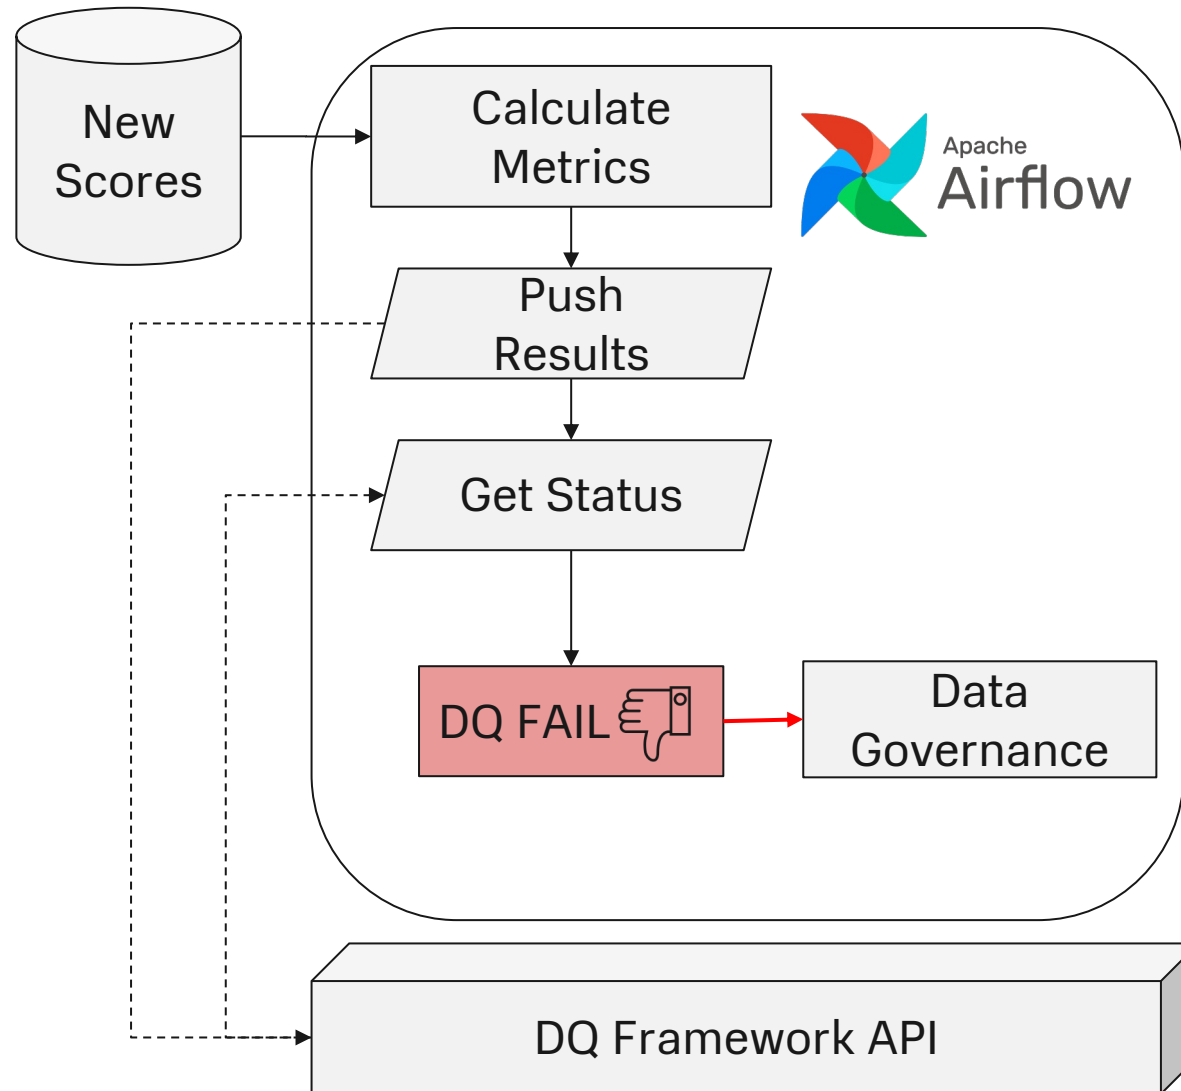 New
Scores
Calculate
Metrics
Apache
Airflow
Push
Results
Get Status
DQ FAIL
Data
Governance
DQ Framework API